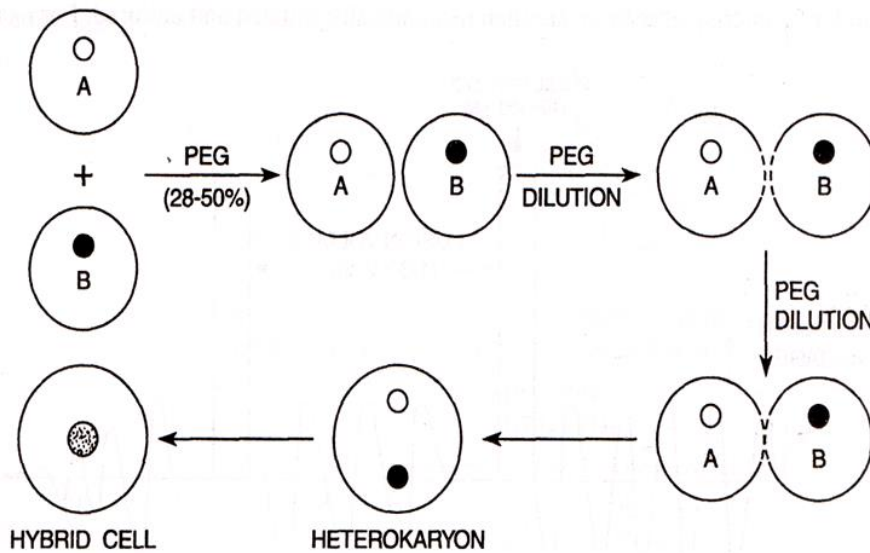 A
+
B
PEG
(28-50%)
A
B
PEG
DILUTION
A
B
PEG
DILUTION
A
B
HETEROKARYON
HYBRID CELL